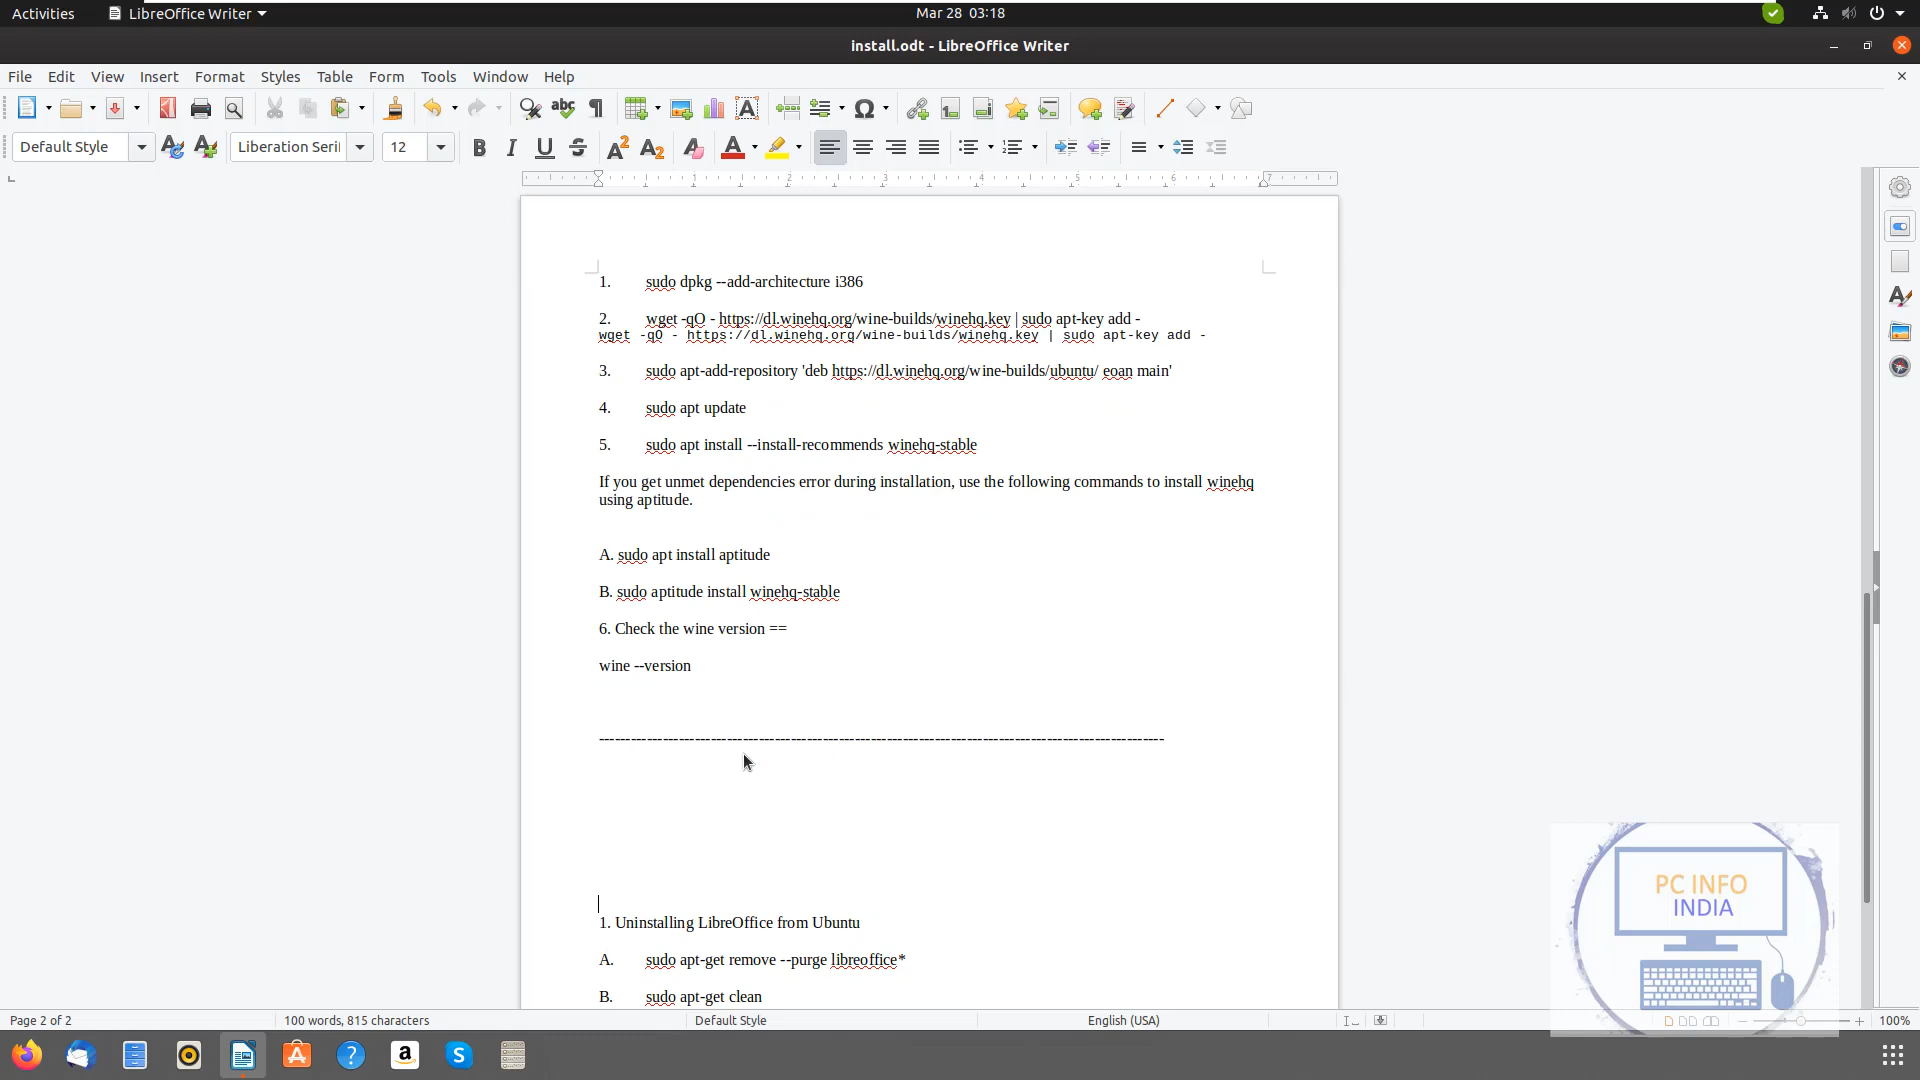 Activities
LibreOffice Writer
Mar 28 03:18
install.odt - LibreOffice Writer
File Edit View Insert Format Styles Table Form Tools Window Help
Default Style
Liberation Seri
12
1 2 3 4 5 6 7
1. sudo dpkg --add-architecture i386
2. wget -qO - https://dl.winehq.org/wine-builds/winehq.key | sudo apt-key add -
wget -qO - https://dl.winehq.org/wine-builds/winehq.key | sudo apt-key add -
3. sudo apt-add-repository 'deb https://dl.winehq.org/wine-builds/ubuntu/ eoan main'
4. sudo apt update
5. sudo apt install --install-recommends winehq-stable
If you get unmet dependencies error during installation, use the following commands to install winehq
using aptitude.
A. sudo apt install aptitude
B. sudo aptitude install winehq-stable
6. Check the wine version ==
wine --version
----------------------------------------------------------------------------------------------------------
1. Uninstalling LibreOffice from Ubuntu
A. sudo apt-get remove --purge libreoffice*
B. sudo apt-get clean
PC INFO
INDIA
Page 2 of 2
100 words, 815 characters
Default Style
English (USA)
100%